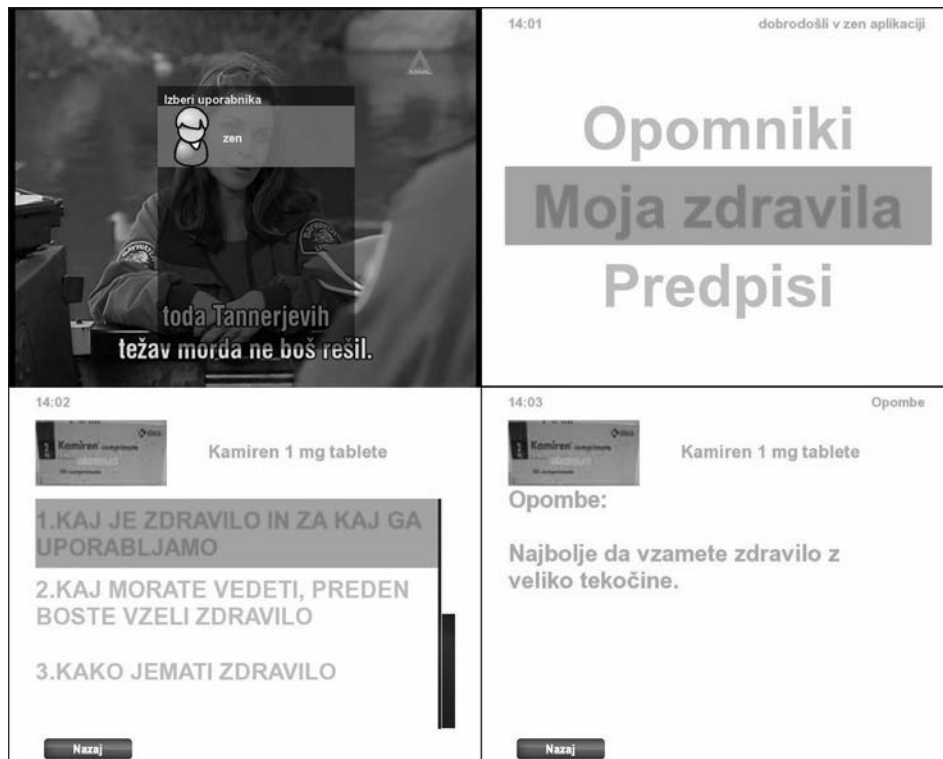 Izberi uporabnika
zen
toda Tannerjevih
težav morda ne boš rešil.
14:01
dobrodošli v zen aplikaciji
Opomniki
Moja zdravila
Predpisi
14:02
Kamiren
Kamiren 1 mg tablete
1.KAJ JE ZDRAVILO IN ZA KAJ GA
UPORABLJAMO
2.KAJ MORATE VEDETI, PREDEN
BOSTE VZELI ZDRAVILO
3.KAKO JEMATI ZDRAVILO
Nazaj
14:03
Opombe
Kamiren
Kamiren 1 mg tablete
Opombe:
Najbolje da vzamete zdravilo z
veliko tekočine.
Nazaj